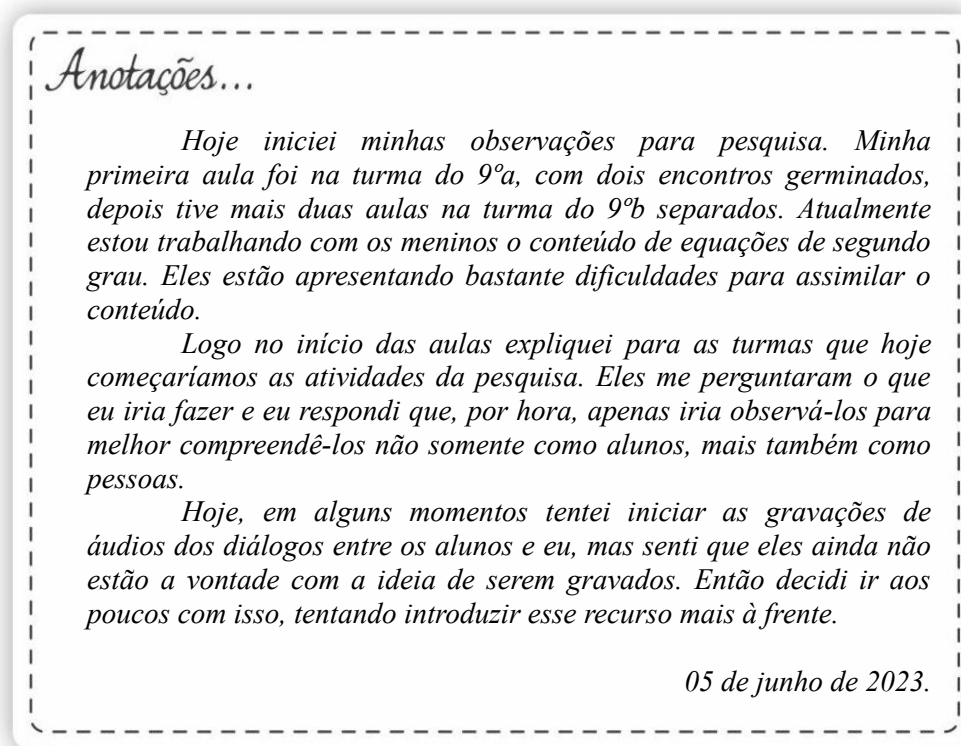 Anotações...
Hoje iniciei minhas observações para pesquisa. Minha
primeira aula foi na turma do 9ºa, com dois encontros germinados,
depois tive mais duas aulas na turma do 9ºb separados. Atualmente
estou trabalhando com os meninos o conteúdo de equações de segundo
grau. Eles estão apresentando bastante dificuldades para assimilar o
conteúdo.
Logo no início das aulas expliquei para as turmas que hoje
começaríamos as atividades da pesquisa. Eles me perguntaram o que
eu iria fazer e eu respondi que, por hora, apenas iria observá-los para
melhor compreendê-los não somente como alunos, mais também como
pessoas.
Hoje, em alguns momentos tentei iniciar as gravações de
áudios dos diálogos entre os alunos e eu, mas senti que eles ainda não
estão a vontade com a ideia de serem gravados. Então decidi ir aos
poucos com isso, tentando introduzir esse recurso mais à frente.
05 de junho de 2023.